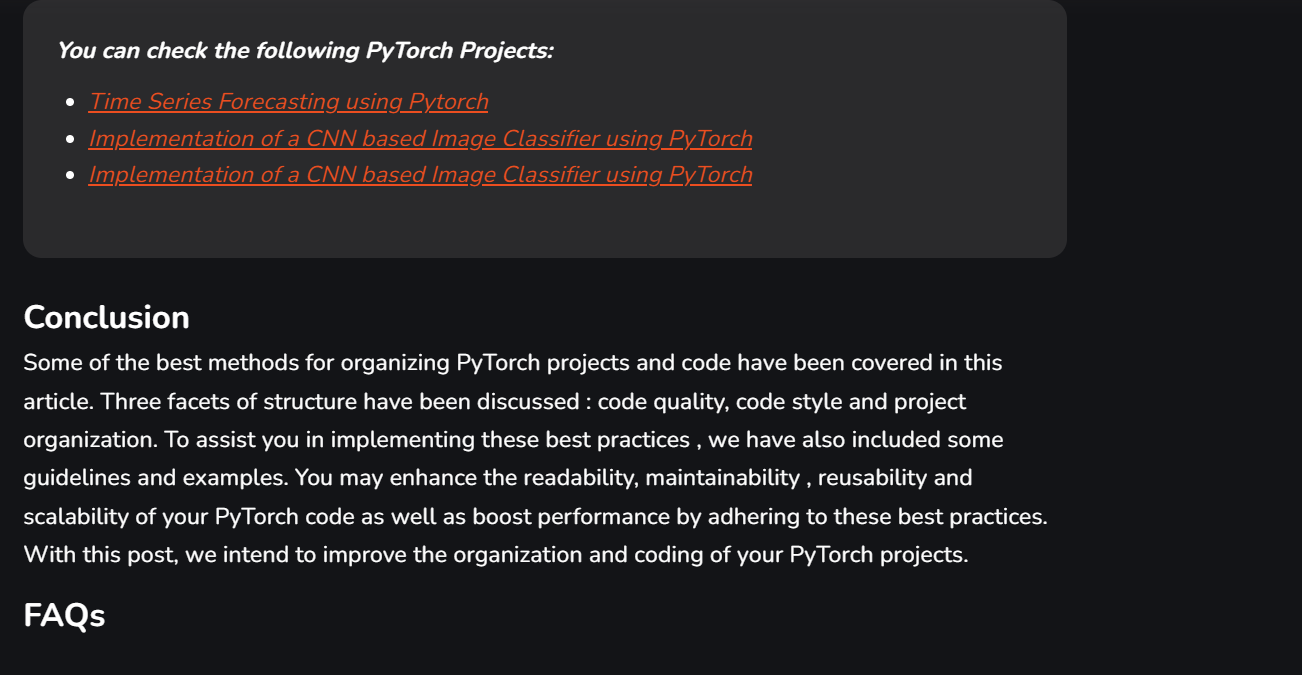 You can check the following PyTorch Projects:
Time Series Forecasting using Pytorch
Implementation of a CNN based Image Classifier using PyTorch
Implementation of a CNN based Image Classifier using PyTorch
Conclusion
Some of the best methods for organizing PyTorch projects and code have been covered in this
article. Three facets of structure have been discussed : code quality, code style and project
organization. To assist you in implementing these best practices , we have also included some
guidelines and examples. You may enhance the readability, maintainability , reusability and
scalability of your PyTorch code as well as boost performance by adhering to these best practices.
With this post, we intend to improve the organization and coding of your PyTorch projects.
FAQs